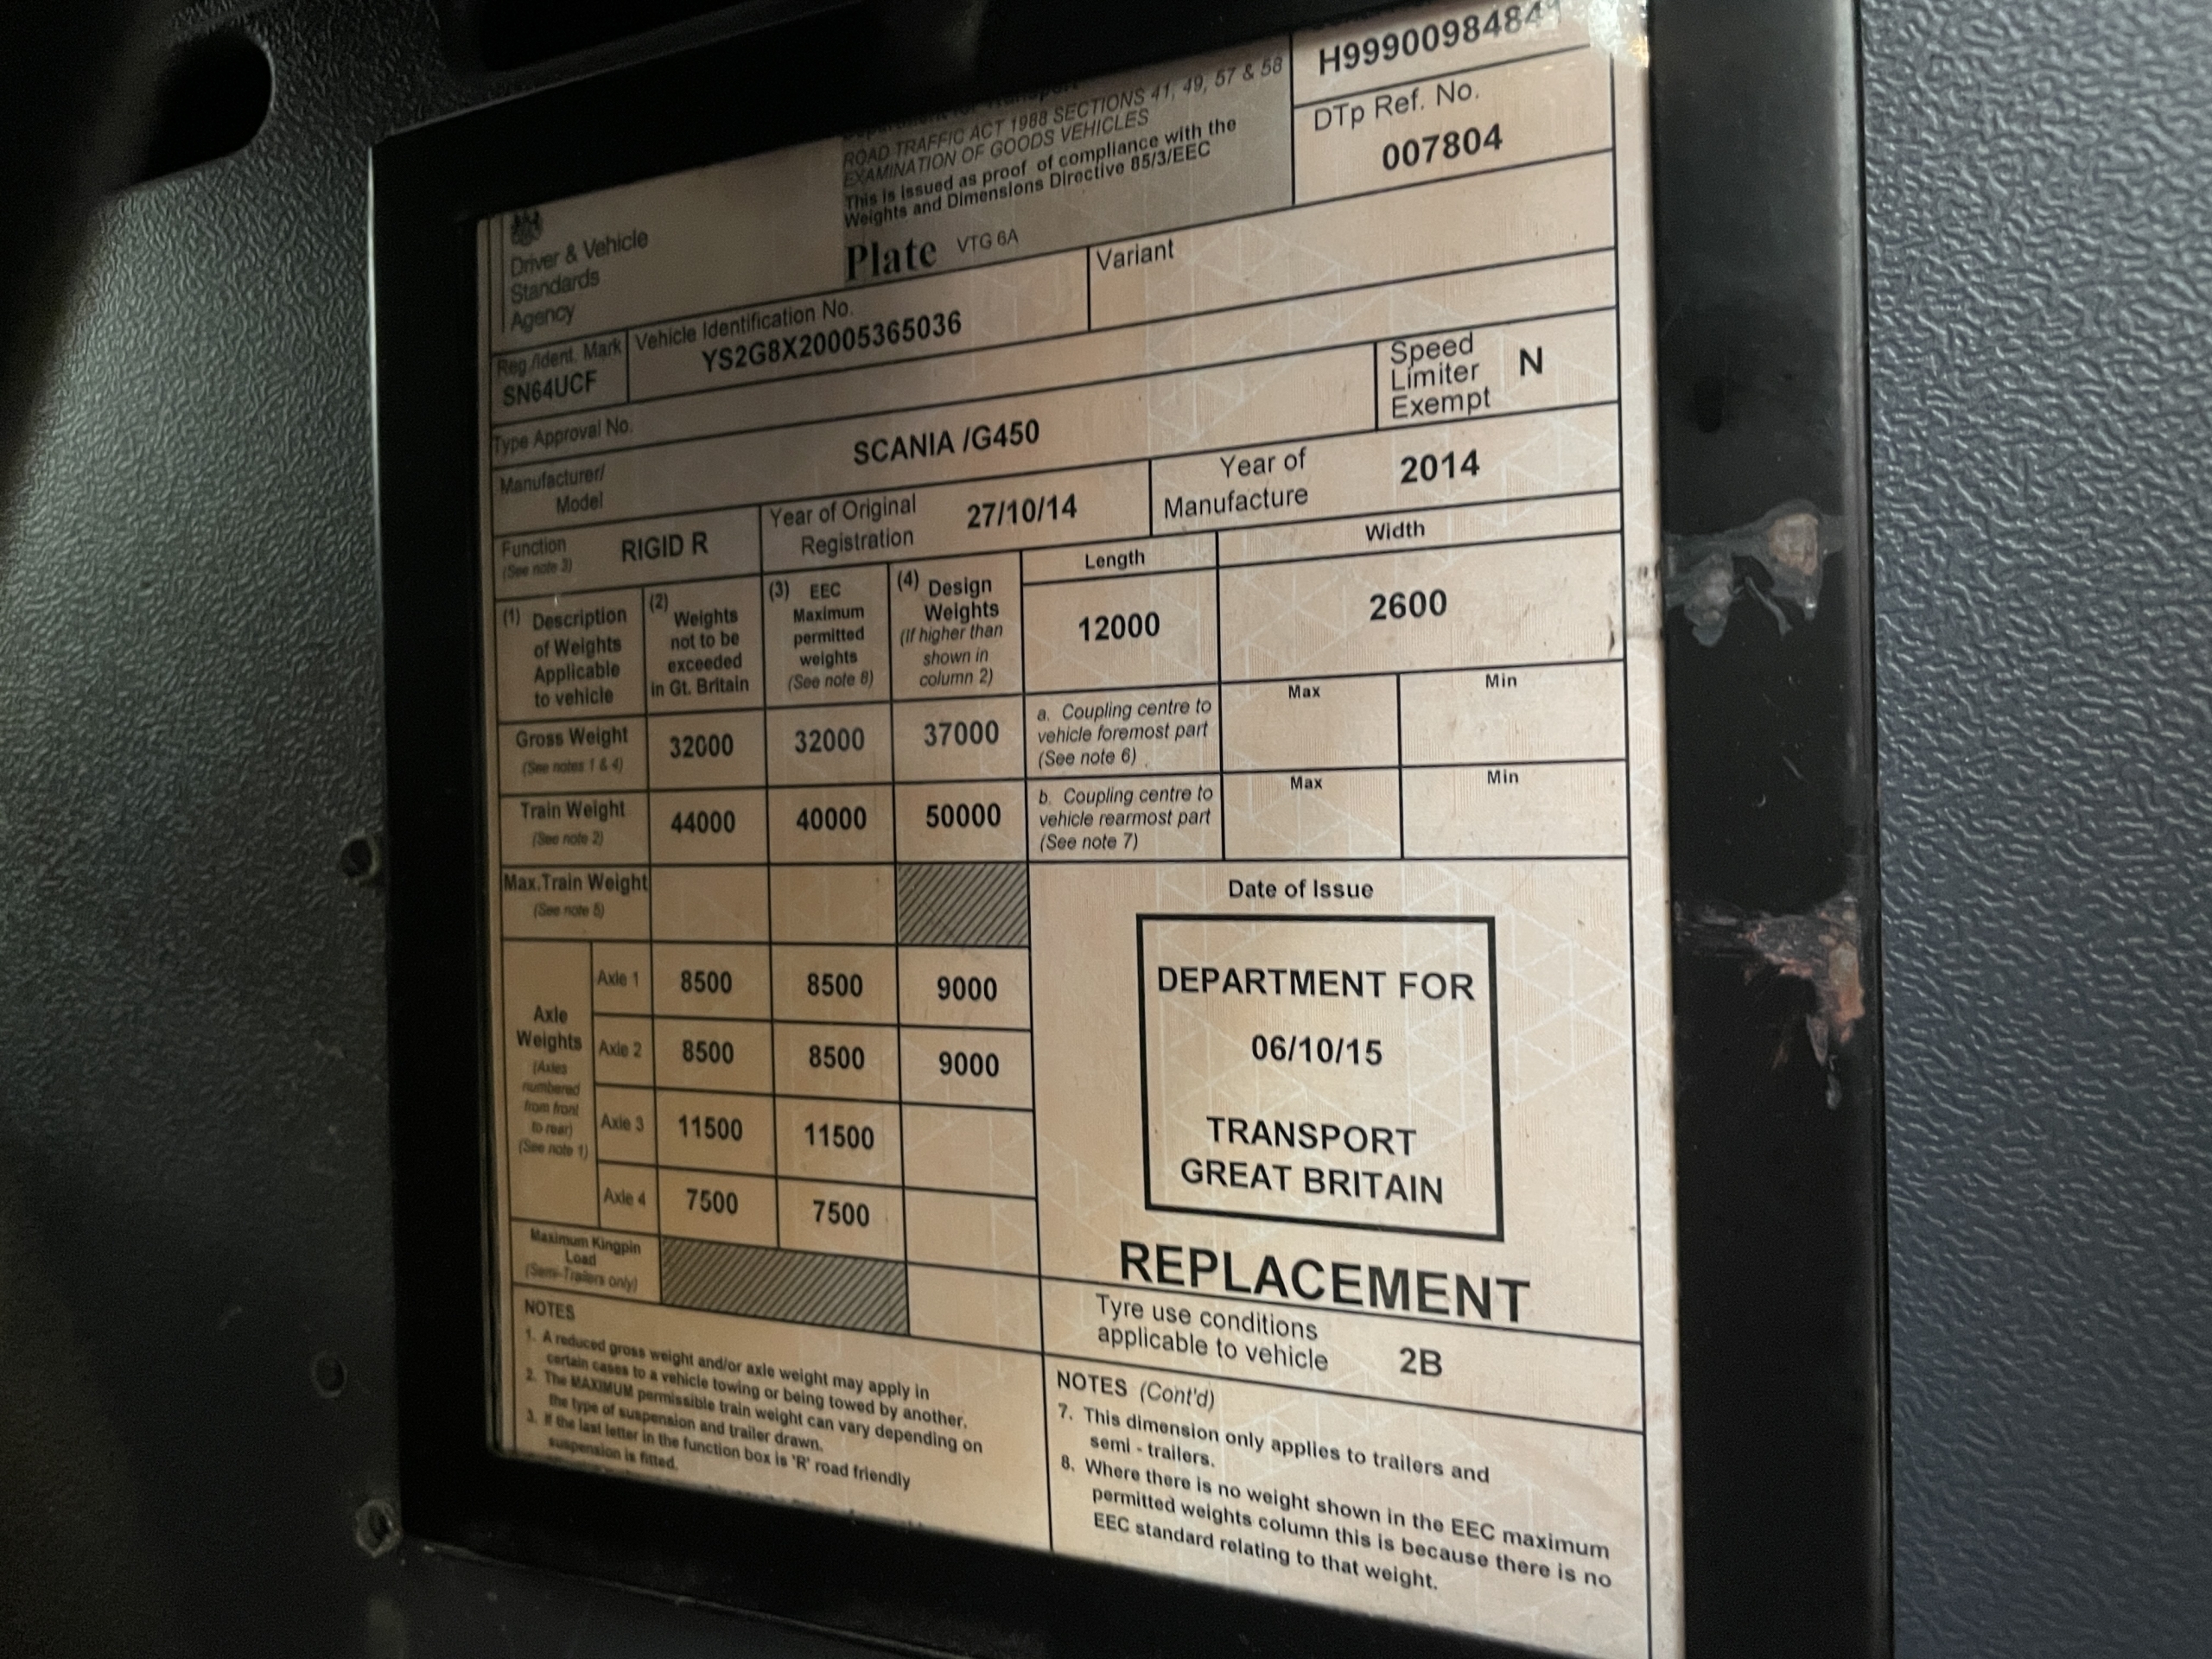 H999009848
DTp Ref. No.
007804
ROAD TRAFFIC ACT 1988 SECTIONS 41, 49, 57 & 58
EXAMINATION OF GOODS VEHICLES
This is issued as proof of compliance with the
Weights and Dimensions Directive 85/3/EEC
Driver & Vehicle
Standards
Agency
Plate VTG 6A
Reg./Ident. Mark
SN64UCF
Vehicle Identification No.
YS2G8X20005365036
Variant
Type Approval No.
Manufacturer/
Model
SCANIA /G450
Speed
Limiter
Exempt
N
Function
(See note 3)
RIGID R
Year of Original
Registration
27/10/14
Year of
Manufacture
2014
(1) Description
of Weights
Applicable
to vehicle
(2) Weights
not to be
exceeded
in Gt. Britain
(3) EEC
Maximum
permitted
weights
(See note 8)
(4) Design
Weights
(If higher than
shown in
column 2)
Length
12000
Width
2600
Gross Weight
(See notes 1 & 4)
32000
32000
37000
a. Coupling centre to
vehicle foremost part
(See note 6)
Max
Min
Train Weight
(See note 2)
44000
40000
50000
b. Coupling centre to
vehicle rearmost part
(See note 7)
Max
Min
Max.Train Weight
(See note 5)
Axle
Weights
(Axles
numbered
from front
to rear)
(See note 1)
Axle 1
8500
8500
9000
Axle 2
8500
8500
9000
Axle 3
11500
11500
Axle 4
7500
7500
Maximum Kingpin
Load
(Semi-Trailers only)
Date of Issue
DEPARTMENT FOR
06/10/15
TRANSPORT
GREAT BRITAIN
REPLACEMENT
Tyre use conditions
applicable to vehicle
2B
NOTES
1. A reduced gross weight and/or axle weight may apply in
certain cases to a vehicle towing or being towed by another.
2. The MAXIMUM permissible train weight can vary depending on
the type of suspension and trailer drawn.
3. If the last letter in the function box is 'R' road friendly
suspension is fitted.
NOTES (Cont'd)
7. This dimension only applies to trailers and
semi - trailers.
8. Where there is no weight shown in the EEC maximum
permitted weights column this is because there is no
EEC standard relating to that weight.